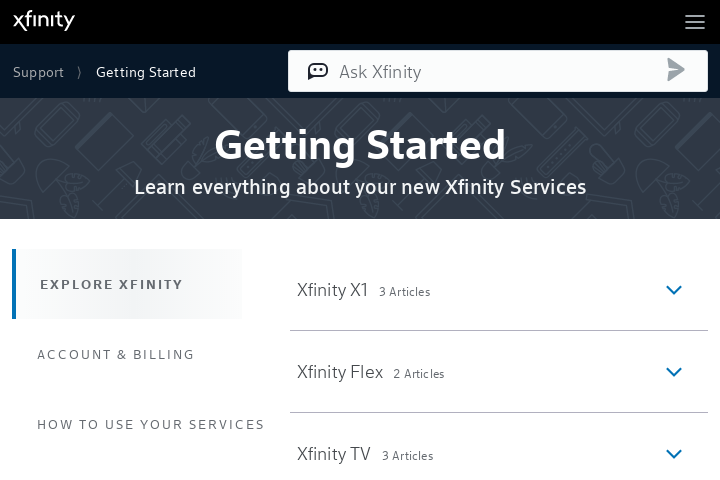 xfinity
Support 〉 Getting Started
Ask Xfinity
Getting Started
Learn everything about your new Xfinity Services
EXPLORE XFINITY
ACCOUNT & BILLING
HOW TO USE YOUR SERVICES
Xfinity X1 3 Articles
Xfinity Flex 2 Articles
Xfinity TV 3 Articles